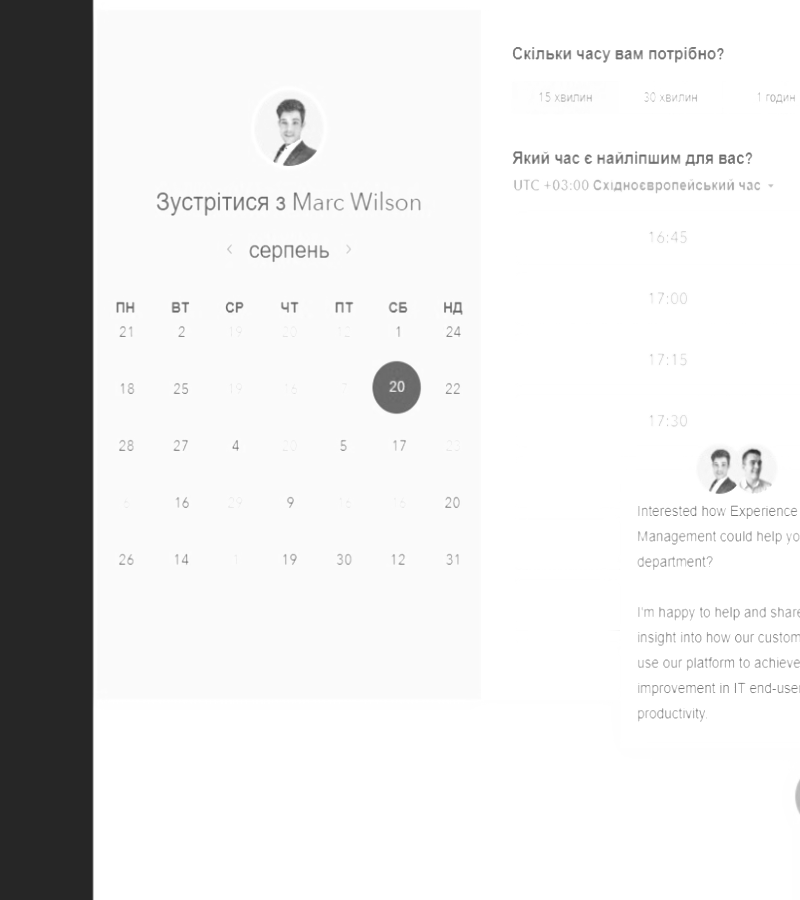 Зустрітися з Marc Wilson
‹ серпень ›
ПН ВТ СР ЧТ ПТ СБ НД
21 2 19 20 12 1 24
18 25 19 16 7 20 22
28 27 4 20 5 17 23
16 29 9 16 16 20
26 14 1 19 30 12 31
Скільки часу вам потрібно?
15 хвилин 30 хвилин 1 годин
Який час є найліпшим для вас?
UTC +03:00 Східноєвропейський час
16:45
17:00
17:15
17:30
Interested how Experience
Management could help yo
department?
I'm happy to help and share
insight into how our custom
use our platform to achieve
improvement in IT end-user
productivity.